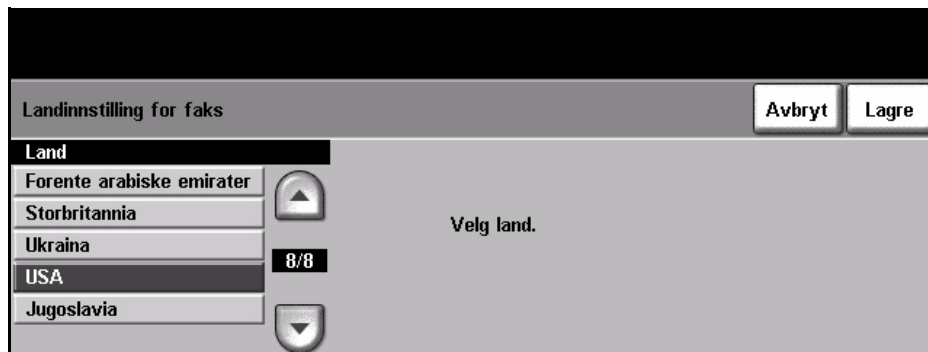 Landinnstilling for faks
Avbryt
Lagre
Land
Forente arabiske emirater
Storbritannia
Ukraina
USA
Jugoslavia
8/8
Velg land.